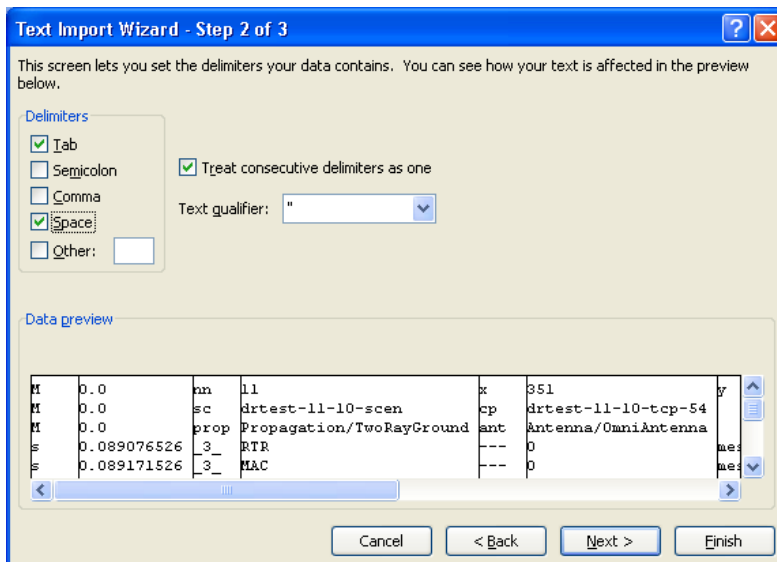 Text Import Wizard - Step 2 of 3
This screen lets you set the delimiters your data contains. You can see how your text is affected in the preview
below.
Delimiters
Tab
Semicolon
Comma
Space
Other:
Treat consecutive delimiters as one
Text qualifier: "
Data preview
M 0.0 nn 11 x 351 y
M 0.0 sc drtest-11-10-scen cp drtest-11-10-tcp-54
M 0.0 prop Propagation/TwoRayGround ant Antenna/OmniAntenna
s 0.089076526 _3_ RTR --- 0 mes
s 0.089171526 _3_ MAC --- 0 mes
Cancel < Back Next > Finish